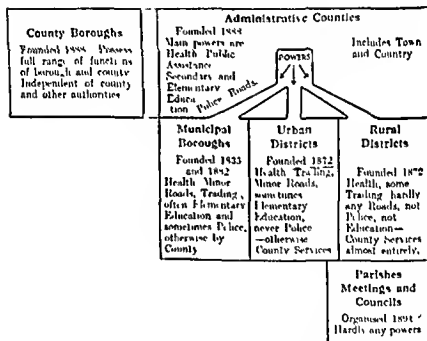 County Boroughs
Founded 1888 Possess
full range of functions
of borough and county
Independent of county
and other authorities
Administrative Counties
Founded 1888
Main powers are
Health Public
Assistance
Secondary and
Elementary
Educa
tion Police Roads.
POWERS
Includes Town
and Country
Municipal
Boroughs
Founded 1833
and 1882
Health Minor
Roads, Trading,
often Elementary
Education and
sometimes Police,
otherwise by
County
Urban
Districts
Founded 1872
Health Trading,
Minor Roads,
sometimes
Elementary
Education,
never Police
—otherwise
County Services
Rural
Districts
Founded 1872
Health, some
Trading hardly
any Roads, not
Police, not
Education—
County Services
almost entirely.
Parishes
Meetings and
Councils
Organised 1894
Hardly any powers